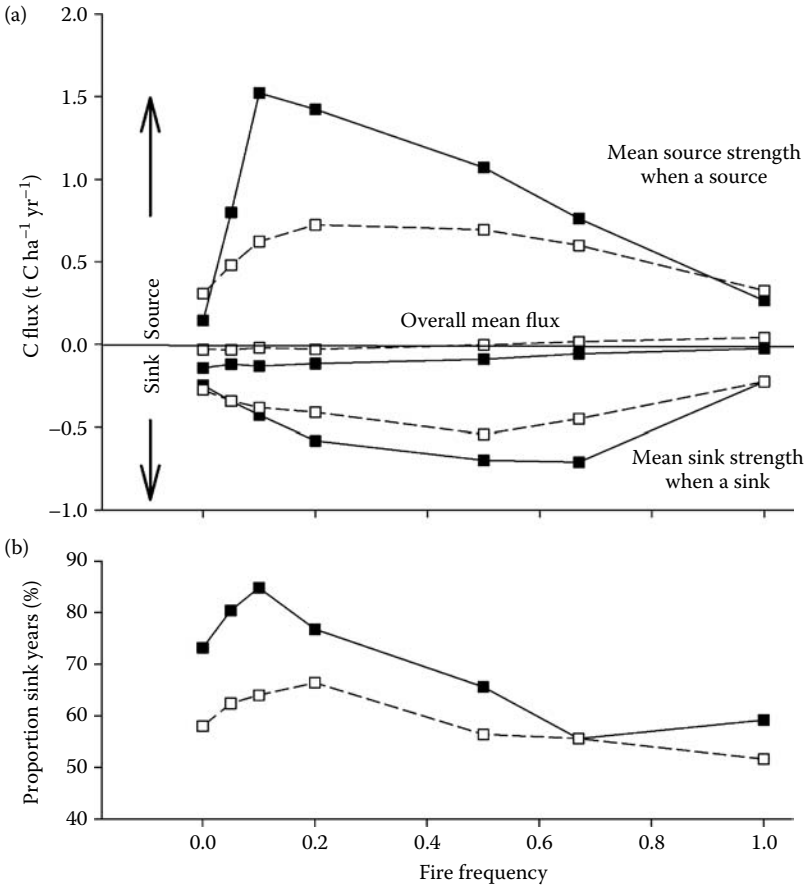 (a)
2.0
1.5
1.0
0.5
0.0
−0.5
−1.0
C flux (t C ha⁻¹ yr⁻¹)
Source
Sink
Mean source strength
when a source
Overall mean flux
Mean sink strength
when a sink
(b)
90
80
70
60
50
40
Proportion sink years (%)
0.0 0.2 0.4 0.6 0.8 1.0
Fire frequency